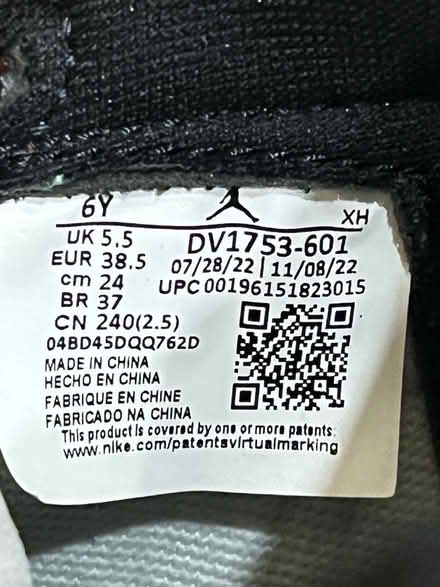 6Y
XH
UK 5.5
DV1753-601
EUR 38.5
07/28/22 | 11/08/22
cm 24
UPC 00196151823015
BR 37
CN 240(2.5)
04BD45DQQ762D
MADE IN CHINA
HECHO EN CHINA
FABRIQUE EN CHINE
FABRICADO NA CHINA
This product is covered by one or more patents:
www.nike.com/patentsvirtualmarking